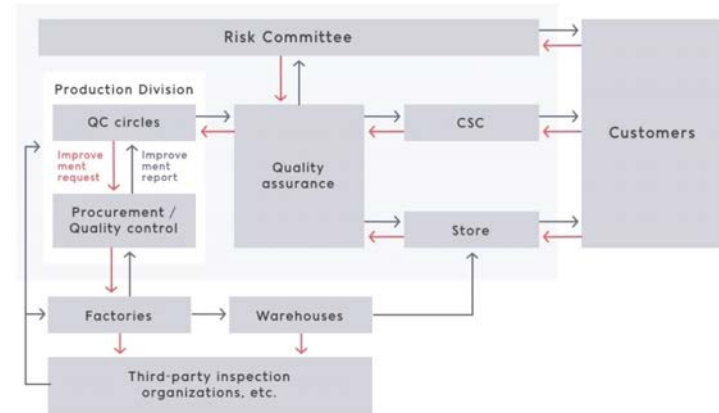 Risk Committee
Production Division
QC circles
Improve
ment
request
Improve
ment
report
Procurement /
Quality control
Quality
assurance
CSC
Store
Customers
Factories
Warehouses
Third-party inspection
organizations, etc.